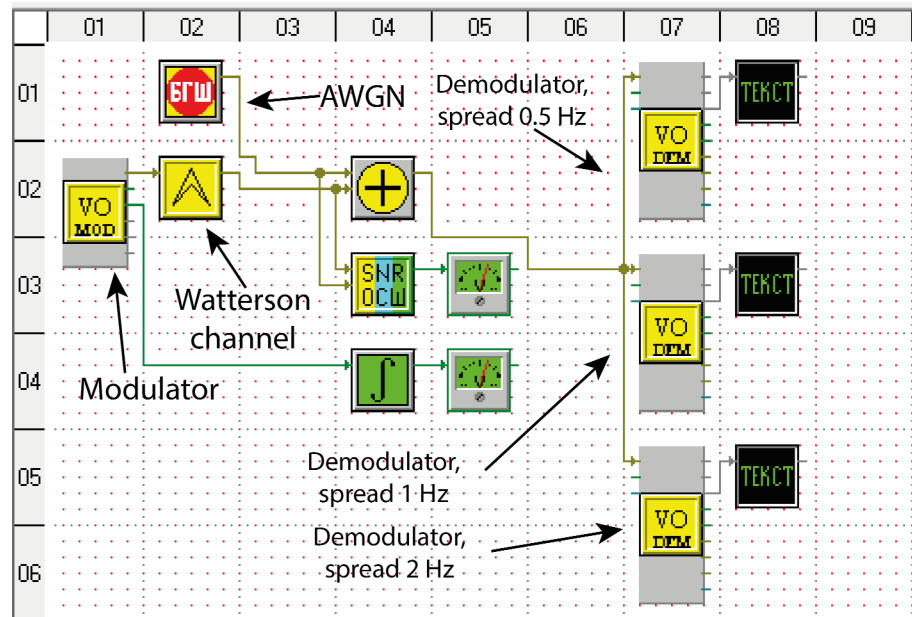 01 02 03 04 05 06 07 08 09
01
БГШ
AWGN
Demodulator,
spread 0.5 Hz
VO
DEM
ТЕКСТ
02
VO
MOD
Watterson
channel
Modulator
03
SNR
ОСШ
V
VO
DEM
ТЕКСТ
04
V
05
Demodulator,
spread 1 Hz
VO
DEM
ТЕКСТ
Demodulator,
spread 2 Hz
06